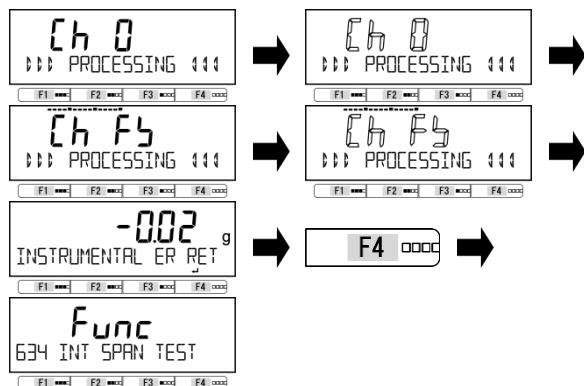 Ch 0
PROCESSING
F1 F2 F3 F4
Ch 0
PROCESSING
F1 F2 F3 F4
Ch FS
PROCESSING
F1 F2 F3 F4
Ch FS
PROCESSING
F1 F2 F3 F4
-0.02 g
INSTRUMENTAL ER RET
F1 F2 F3 F4
F4
Func
634 INT SPAN TEST
F1 F2 F3 F4